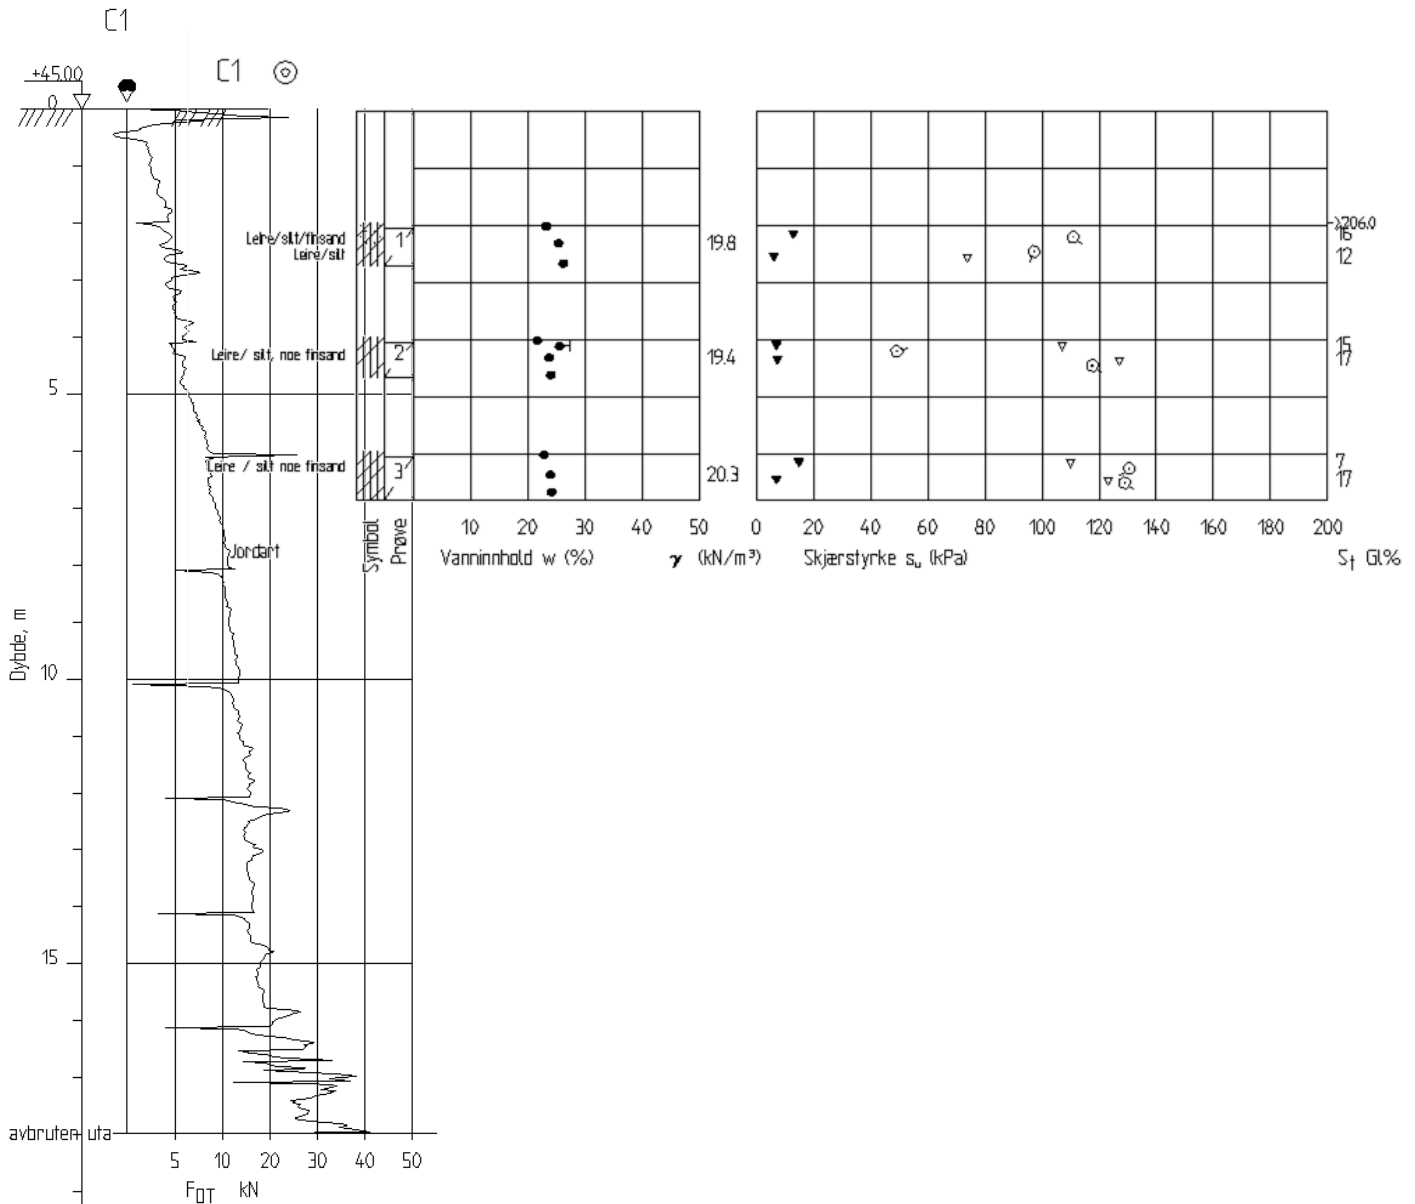 C1
C1
+45.00
0
Leire/silt/finsand
Leire/silt
1
19.8
>206.0
16
12
Leire/ silt, noe finsand
2
19.4
15
17
5
Leire / silt noe finsand
3
20.3
7
17
Symbol
Prøve
10 20 30 40 50
0 20 40 60 80 100 120 140 160 180 200
Jordart
Vanninnhold w (%)
γ (kN/m³)
Skjærstyrke su (kPa)
St Gl%
Dybde, m
10
15
avbruten uta
5 10 20 30 40 50
FDT kN